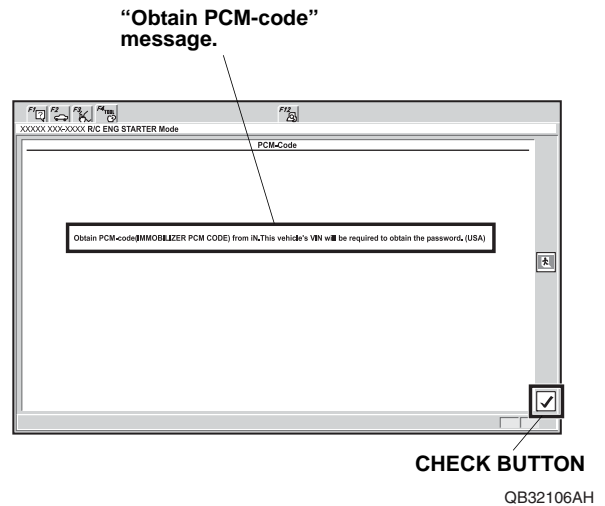 “Obtain PCM-code”
message.
F1 F2 F3 F4 TOOL F12
XXXXX XXX-XXXX R/C ENG STARTER Mode
PCM-Code
Obtain PCM-code(IMMOBILIZER PCM CODE) from iN.This vehicle's VIN will be required to obtain the password. (USA)
CHECK BUTTON
QB32106AH